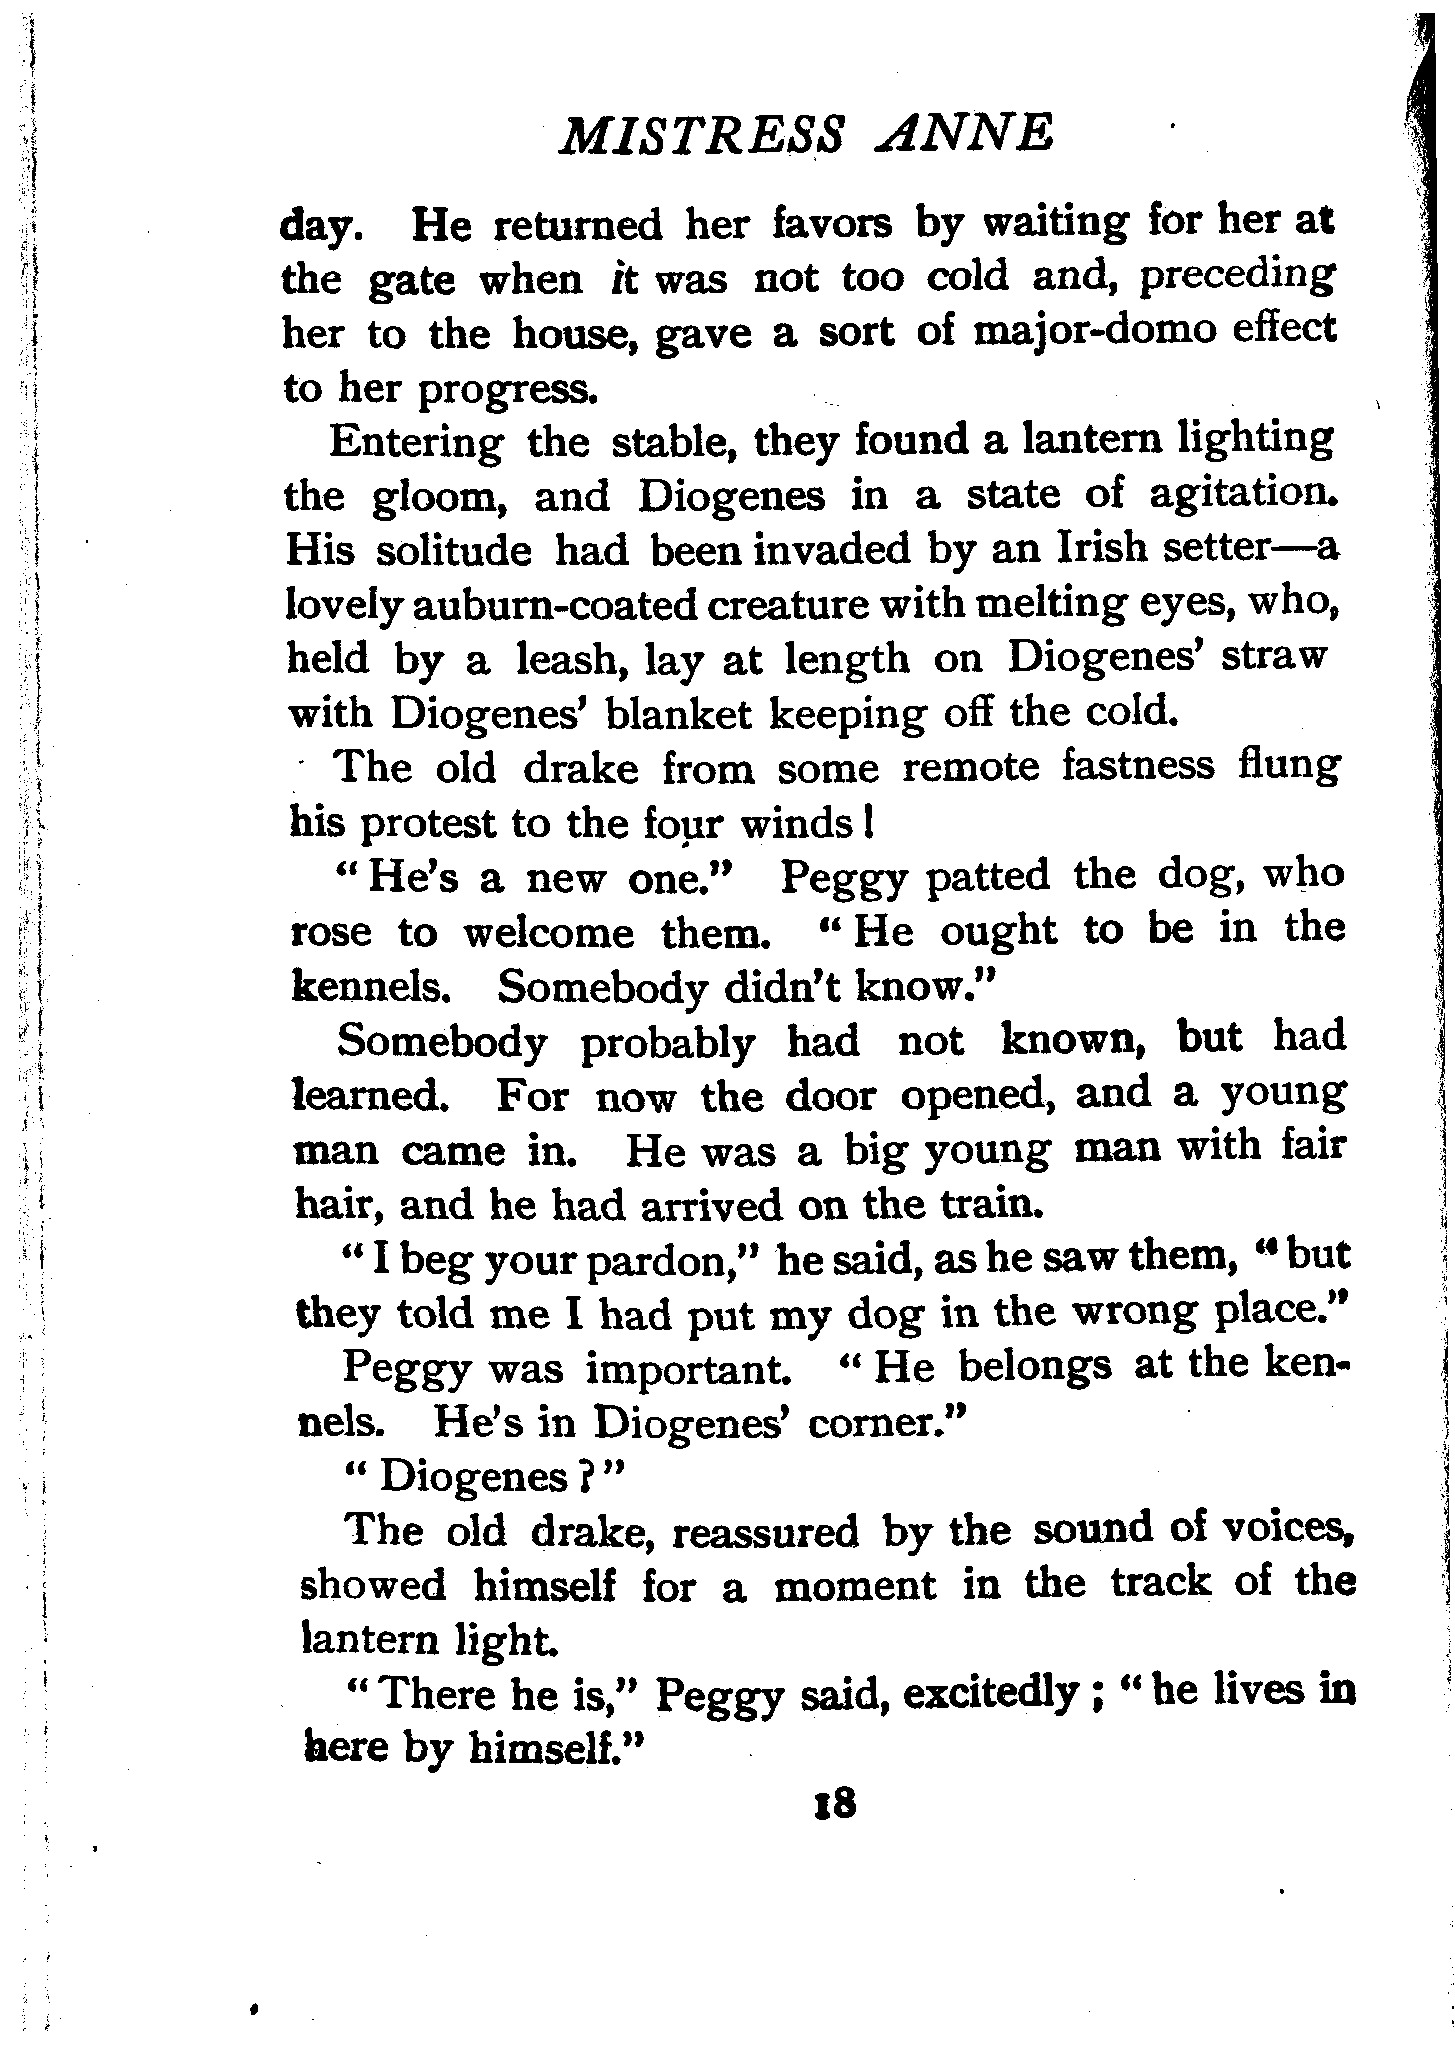 MISTRESS ANNE
day. He returned her favors by waiting for her at
the gate when it was not too cold and, preceding
her to the house, gave a sort of major-domo effect
to her progress.
Entering the stable, they found a lantern lighting
the gloom, and Diogenes in a state of agitation.
His solitude had been invaded by an Irish setter—a
lovely auburn-coated creature with melting eyes, who,
held by a leash, lay at length on Diogenes' straw
with Diogenes' blanket keeping off the cold.
The old drake from some remote fastness flung
his protest to the four winds!
"He's a new one." Peggy patted the dog, who
rose to welcome them. "He ought to be in the
kennels. Somebody didn't know."
Somebody probably had not known, but had
learned. For now the door opened, and a young
man came in. He was a big young man with fair
hair, and he had arrived on the train.
"I beg your pardon," he said, as he saw them, "but
they told me I had put my dog in the wrong place."
Peggy was important. "He belongs at the ken-
nels. He's in Diogenes' corner."
"Diogenes?"
The old drake, reassured by the sound of voices,
showed himself for a moment in the track of the
lantern light.
"There he is," Peggy said, excitedly; "he lives in
here by himself."
18